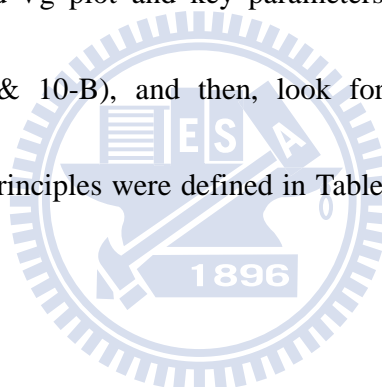 d Vg plot and key parameters
& 10-B), and then, look for
rinciples were defined in Table
E S A
1896